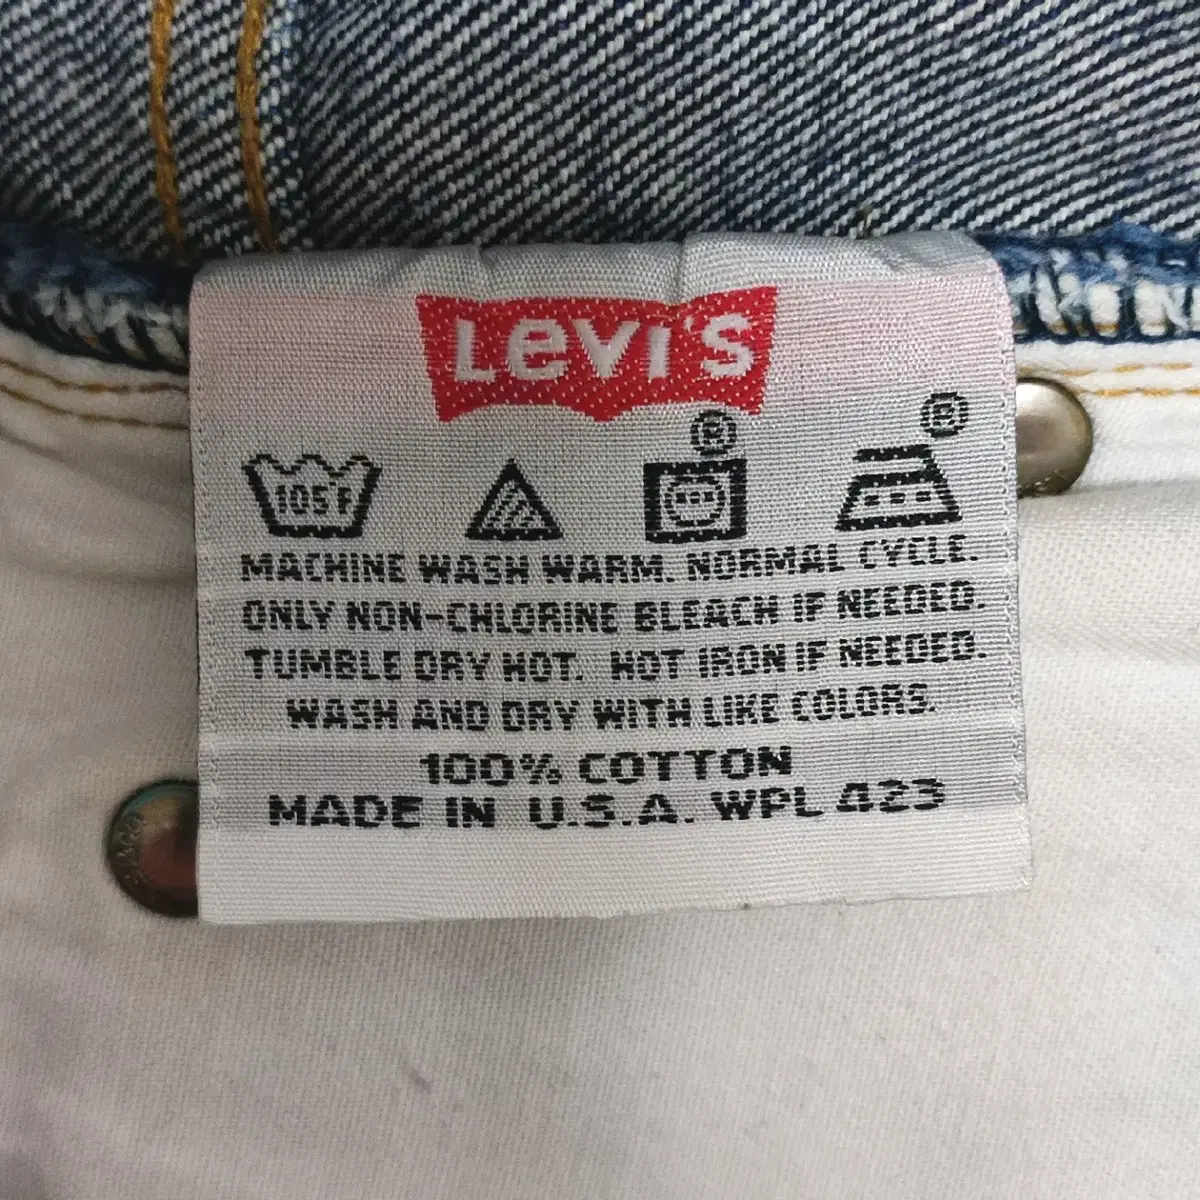 Levi's
®
®
105°F
MACHINE WASH WARM. NORMAL CYCLE.
ONLY NON-CHLORINE BLEACH IF NEEDED.
TUMBLE DRY HOT. HOT IRON IF NEEDED.
WASH AND DRY WITH LIKE COLORS.
100% COTTON
MADE IN U.S.A. WPL 423